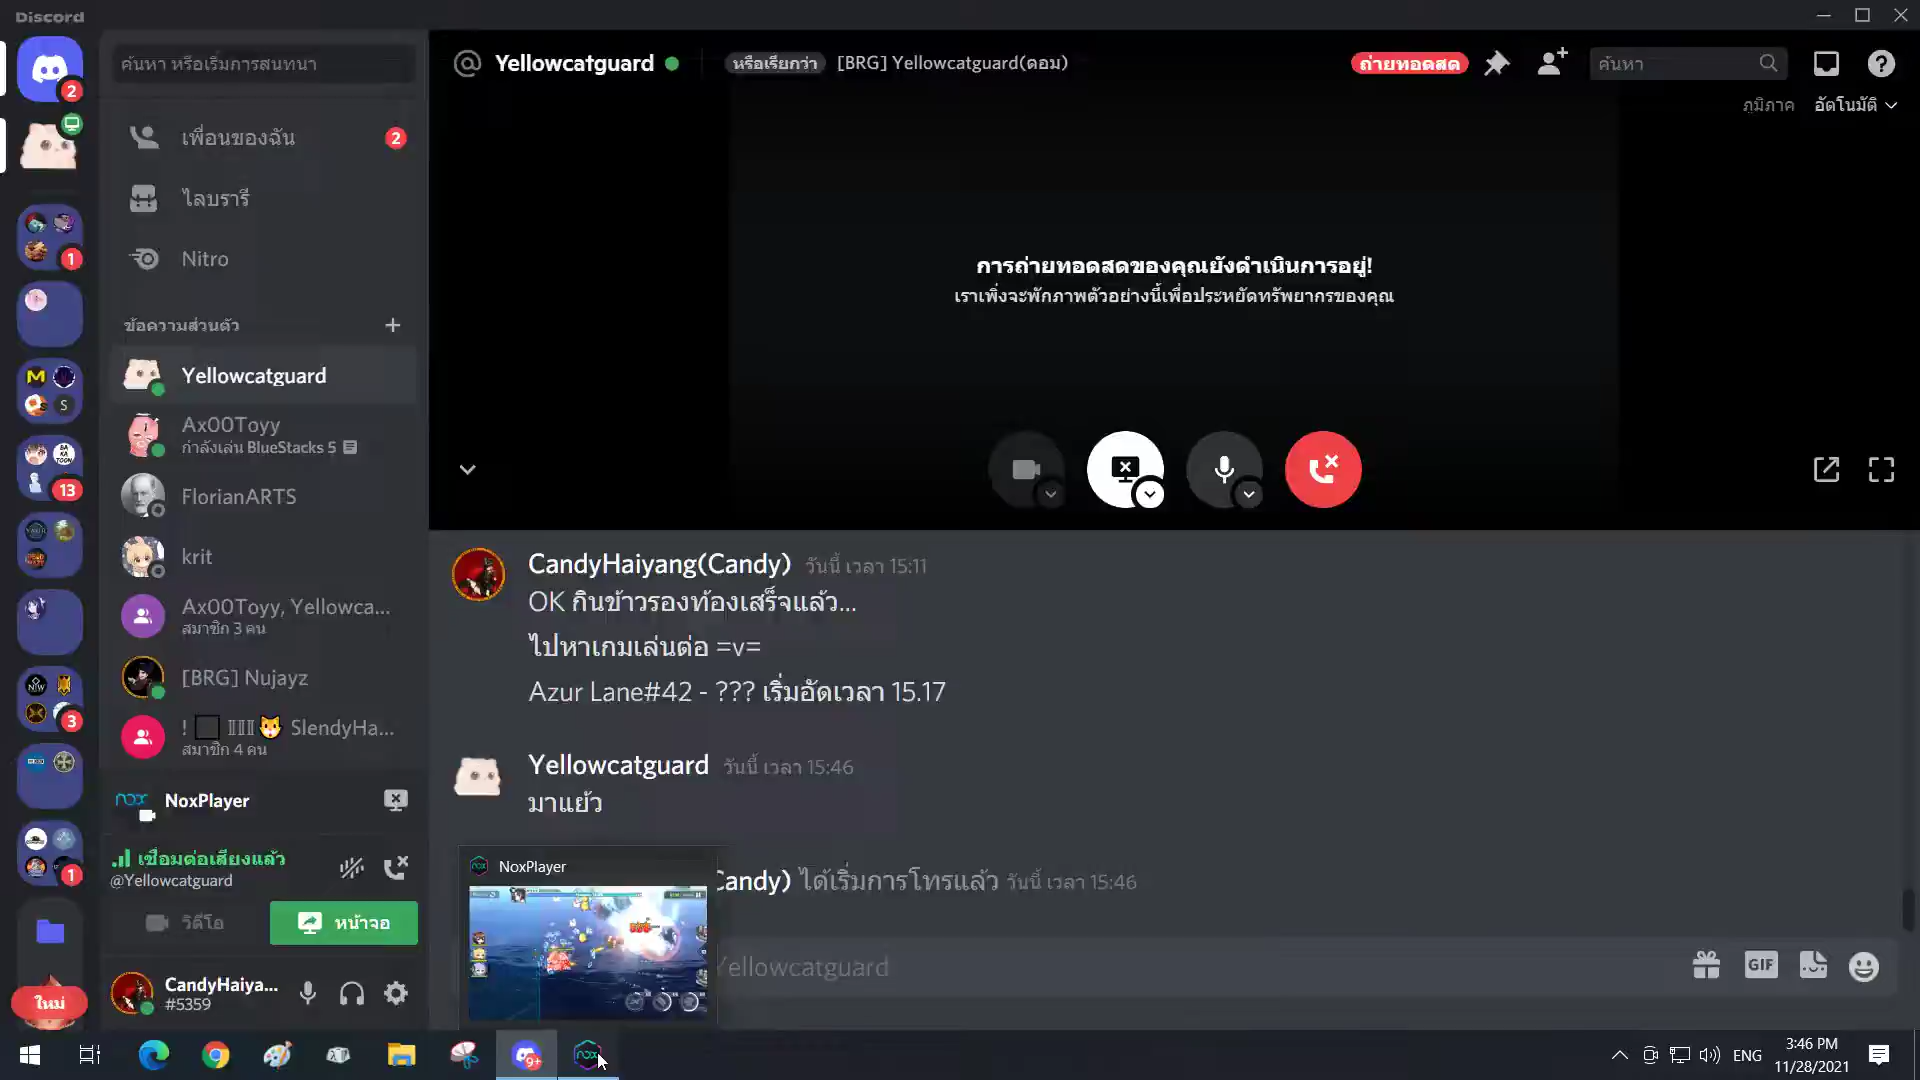 Discord
ค้นหา หรือเริ่มการสนทนา
Yellowcatguard
หรือเรียกว่า
[BRG] Yellowcatguard(ดอม)
ถ่ายทอดสด
ค้นหา
ภูมิภาค
อัตโนมัติ
2
เพื่อนของฉัน
2
ไลบรารี
Nitro
1
ข้อความส่วนตัว
การถ่ายทอดสดของคุณยังดำเนินการอยู่!
เราเพิ่งจะพักภาพตัวอย่างนี้เพื่อประหยัดทรัพยากรของคุณ
Yellowcatguard
Ax00Toyy
กำลังเล่น BlueStacks 5
13
FlorianARTS
krit
Ax00Toyy, Yellowca...
สมาชิก 3 คน
[BRG] Nujayz
3
SlendyHa...
สมาชิก 4 คน
CandyHaiyang(Candy)
วันนี้ เวลา 15:11
OK กินข้าวรองท้องเสร็จแล้ว...
ไปหาเกมเล่นต่อ =v=
Azur Lane#42 - ??? เริ่มอัดเวลา 15.17
Yellowcatguard
วันนี้ เวลา 15:46
มาแย้ว
nox
NoxPlayer
เชื่อมต่อเสียงแล้ว
@Yellowcatguard
1
NoxPlayer
Candy) ได้เริ่มการโทรแล้ว
วันนี้ เวลา 15:46
วิดีโอ
หน้าจอ
Yellowcatguard
GIF
CandyHaiya...
#5359
ใหม่
9+
nox
ENG
3:46 PM
11/28/2021